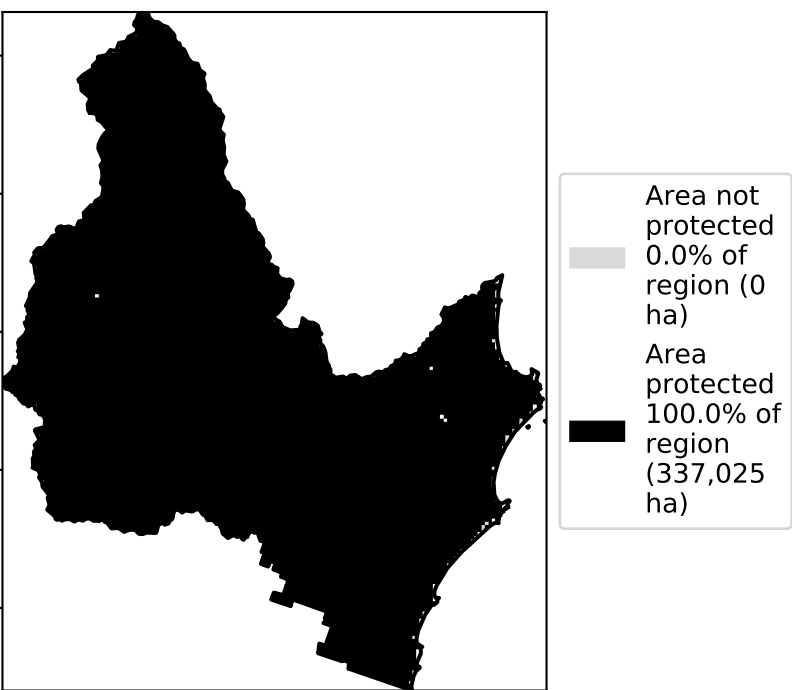 Area not
protected
0.0% of
region (0
ha)
Area
protected
100.0% of
region
(337,025
ha)